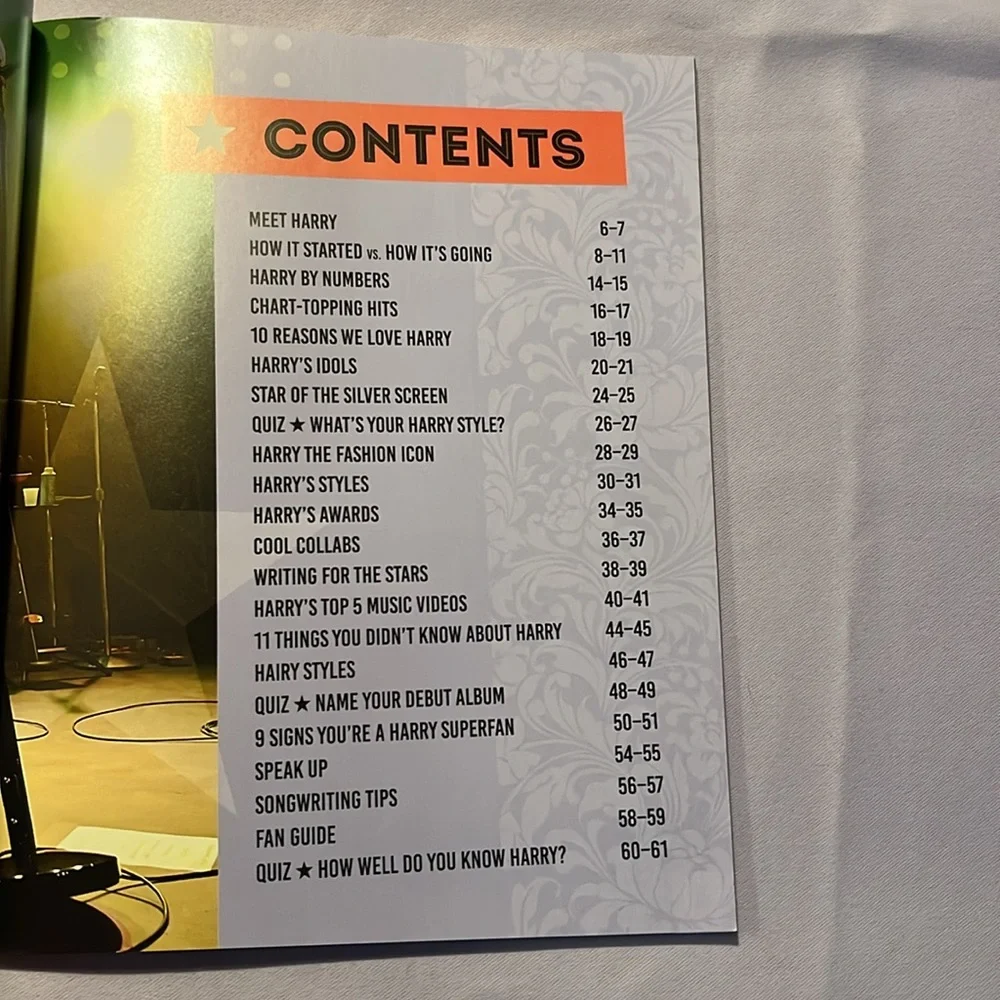 CONTENTS
MEET HARRY 6–7
HOW IT STARTED vs. HOW IT'S GOING 8–11
HARRY BY NUMBERS 14–15
CHART-TOPPING HITS 16–17
10 REASONS WE LOVE HARRY 18–19
HARRY'S IDOLS 20–21
STAR OF THE SILVER SCREEN 24–25
QUIZ ★ WHAT'S YOUR HARRY STYLE? 26–27
HARRY THE FASHION ICON 28–29
HARRY'S STYLES 30–31
HARRY'S AWARDS 34–35
COOL COLLABS 36–37
WRITING FOR THE STARS 38–39
HARRY'S TOP 5 MUSIC VIDEOS 40–41
11 THINGS YOU DIDN'T KNOW ABOUT HARRY 44–45
HAIRY STYLES 46–47
QUIZ ★ NAME YOUR DEBUT ALBUM 48–49
9 SIGNS YOU'RE A HARRY SUPERFAN 50–51
SPEAK UP 54–55
SONGWRITING TIPS 56–57
FAN GUIDE 58–59
QUIZ ★ HOW WELL DO YOU KNOW HARRY? 60–61